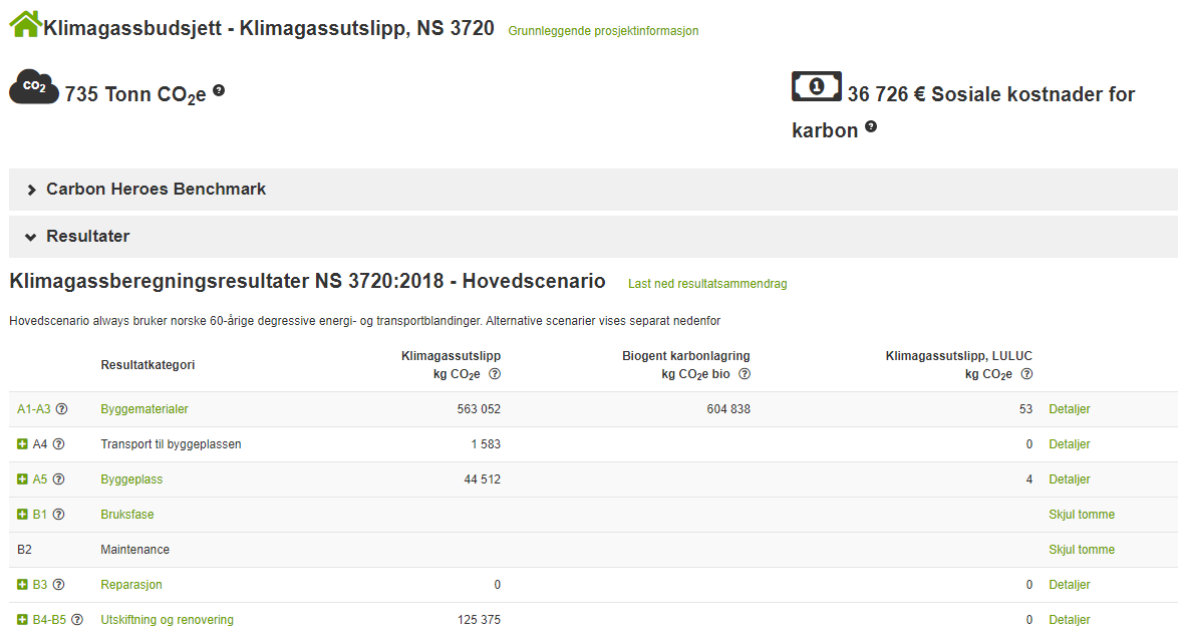 Klimagassbudsjett - Klimagassutslipp, NS 3720 Grunnleggende prosjektinformasjon
CO2 735 Tonn CO2e ?
1 36 726 € Sosiale kostnader for
karbon ?
Carbon Heroes Benchmark
Resultater
Klimagassberegningsresultater NS 3720:2018 - Hovedscenario Last ned resultatsammendrag
Hovedscenario always bruker norske 60-årige degressive energi- og transportblandinger. Alternative scenarier vises separat nedenfor
Resultatkategori Klimagassutslipp kg CO2e ? Biogent karbonlagring kg CO2e bio ? Klimagassutslipp, LULUC kg CO2e ?
A1-A3 ? Byggematerialer 563 052 604 838 53 Detaljer
A4 ? Transport til byggeplassen 1 583 0 Detaljer
A5 ? Byggeplass 44 512 4 Detaljer
B1 ? Bruksfase Skjul tomme
B2 Maintenance Skjul tomme
B3 ? Reparasjon 0 0 Detaljer
B4-B5 ? Utskiftning og renovering 125 375 0 Detaljer